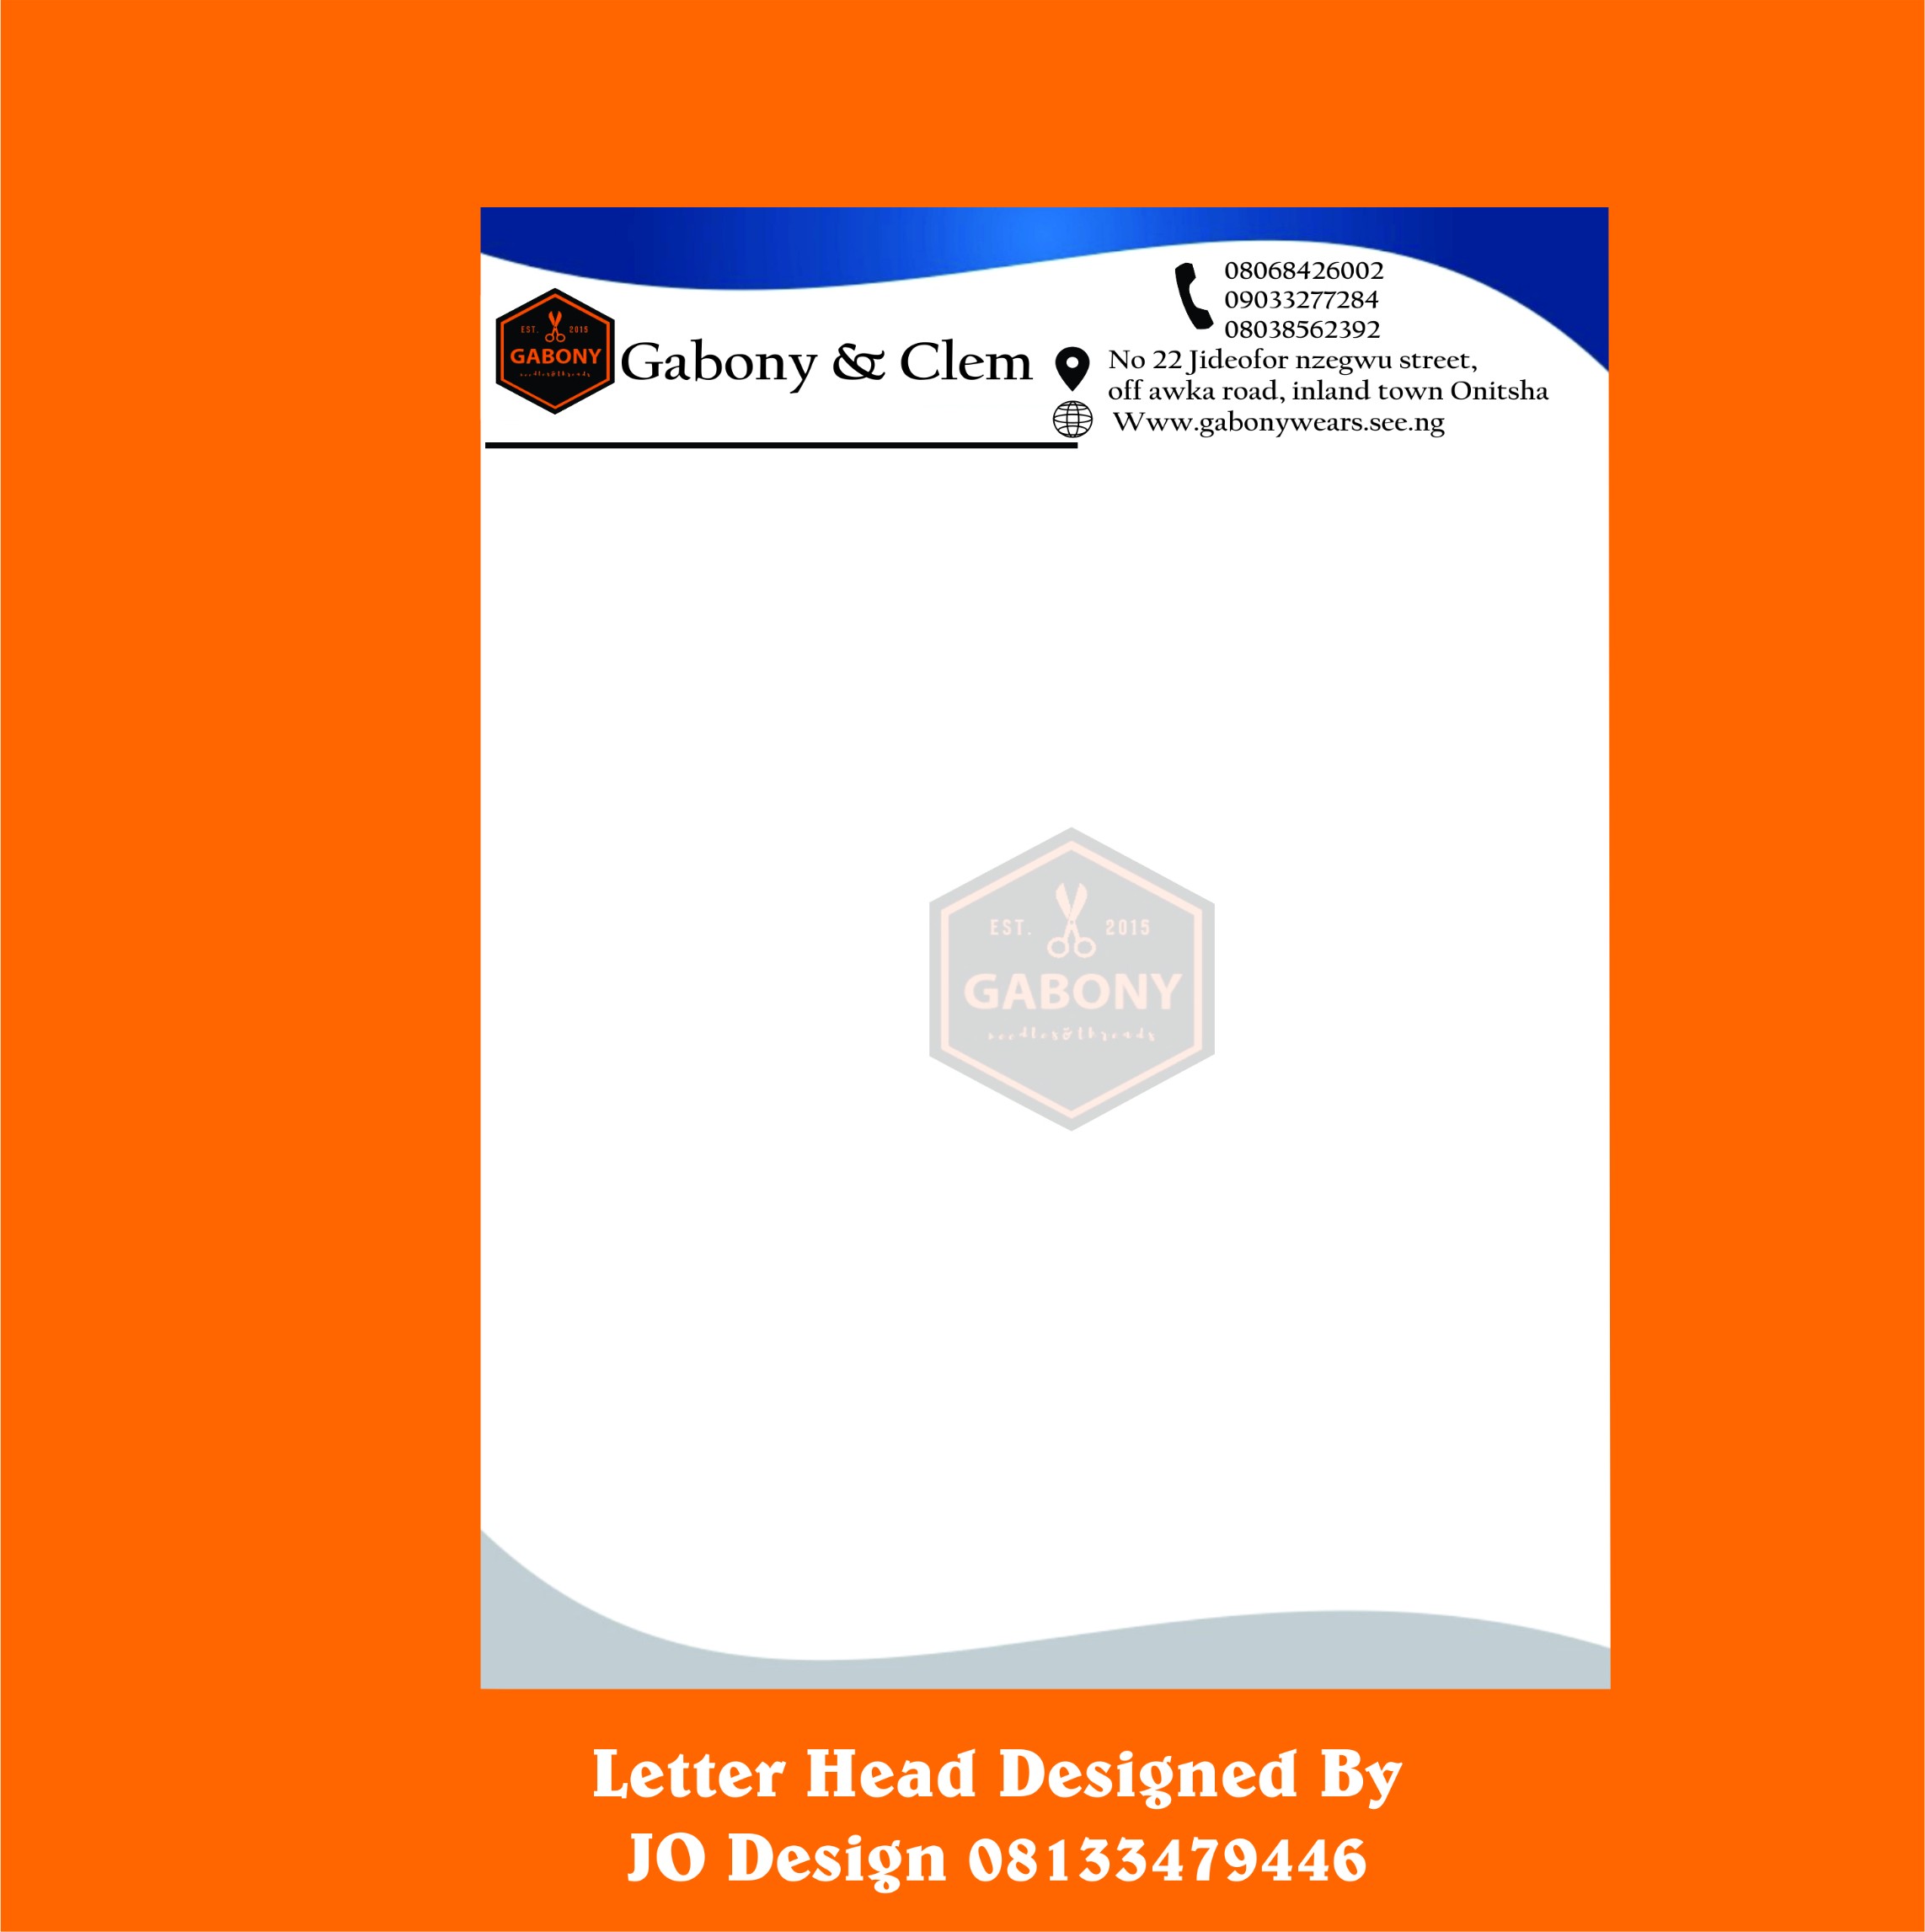 08068426002
09033277284
08038562392
EST. 2015
GABONY
needles&threads
Gabony & Clem
No 22 Jideofor nzegwu street,
off awka road, inland town Onitsha
Www.gabonywears.see.ng
EST. 2015
GABONY
needles&threads
Letter Head Designed By
JO Design 08133479446